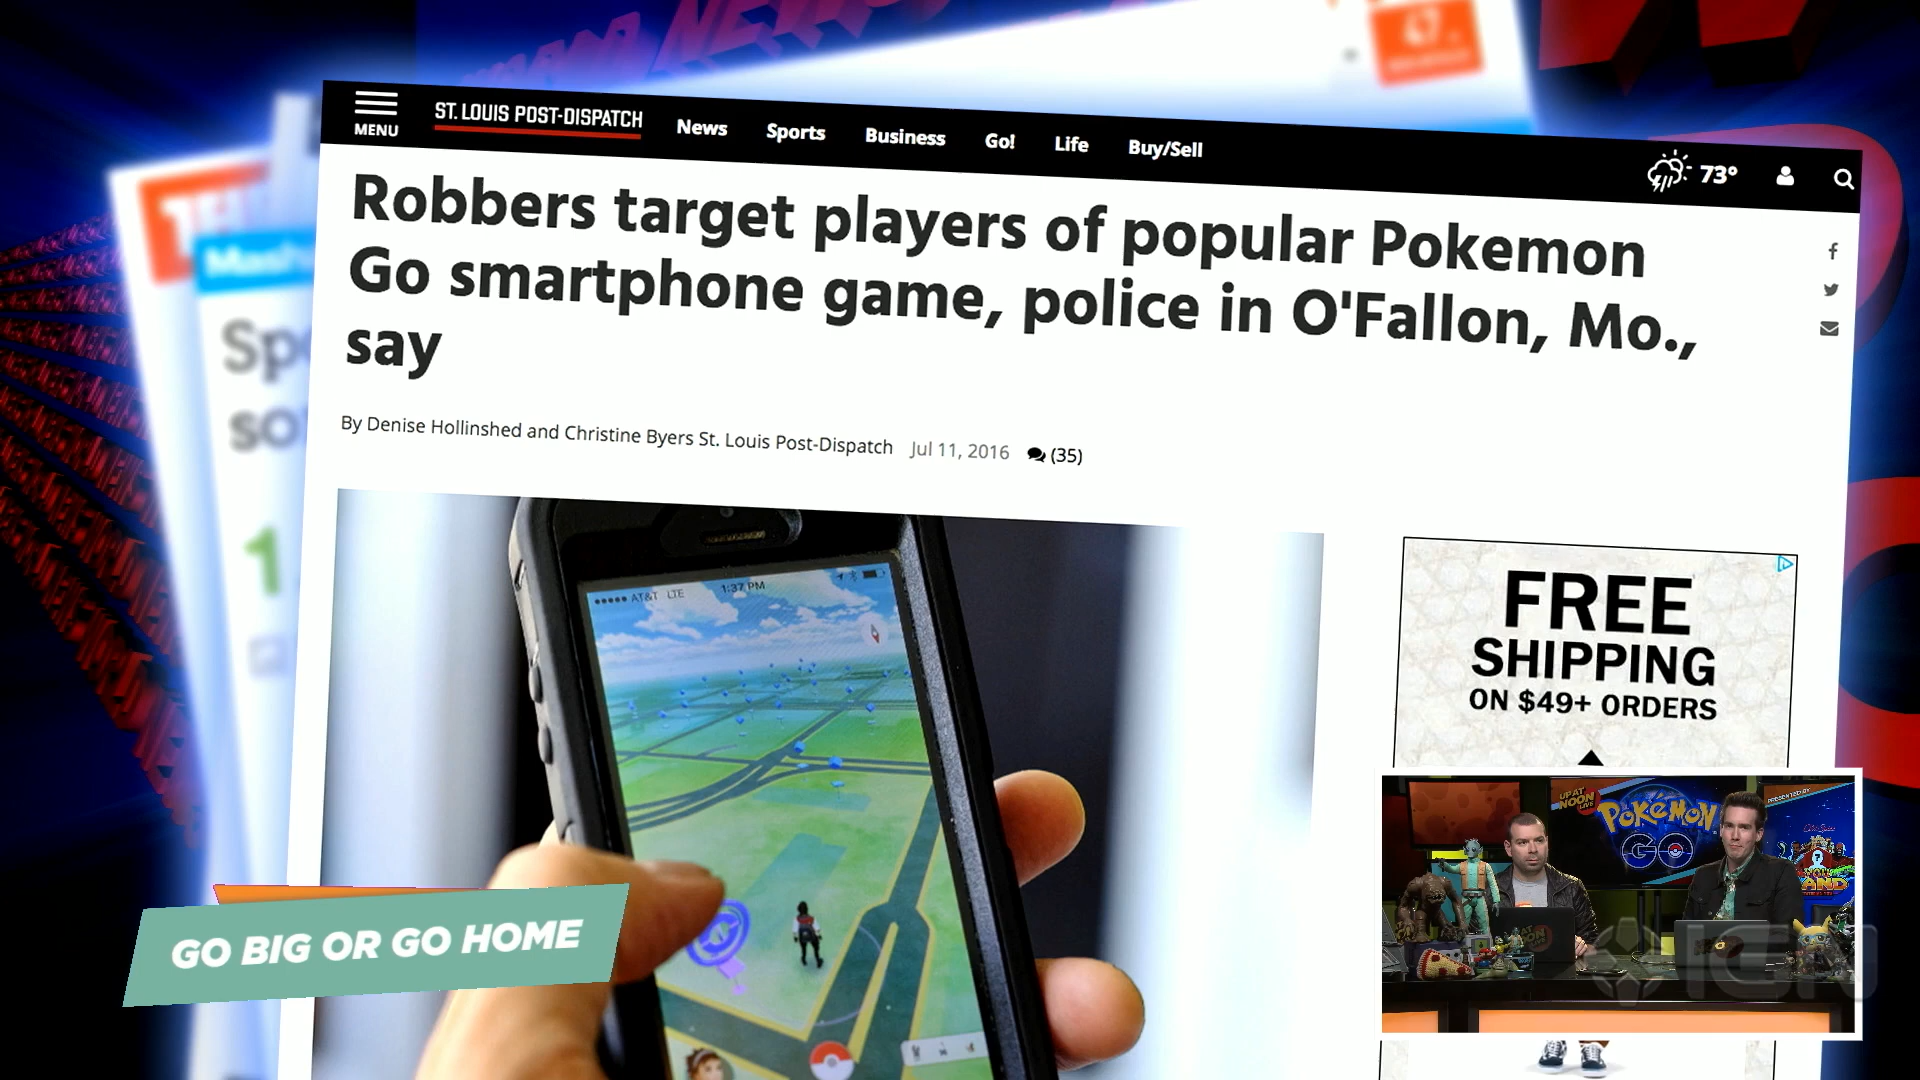 MENU
ST. LOUIS POST-DISPATCH
News
Sports
Business
Go!
Life
Buy/Sell
73°
Robbers target players of popular Pokemon
Go smartphone game, police in O'Fallon, Mo.,
say
By Denise Hollinshed and Christine Byers St. Louis Post-Dispatch
Jul 11, 2016
(35)
AT&T LTE
1:37 PM
FREE
SHIPPING
ON $49+ ORDERS
UP AT
NOON
LIVE
POKéMON
GO
PRESENTED BY
IGN
GO BIG OR GO HOME